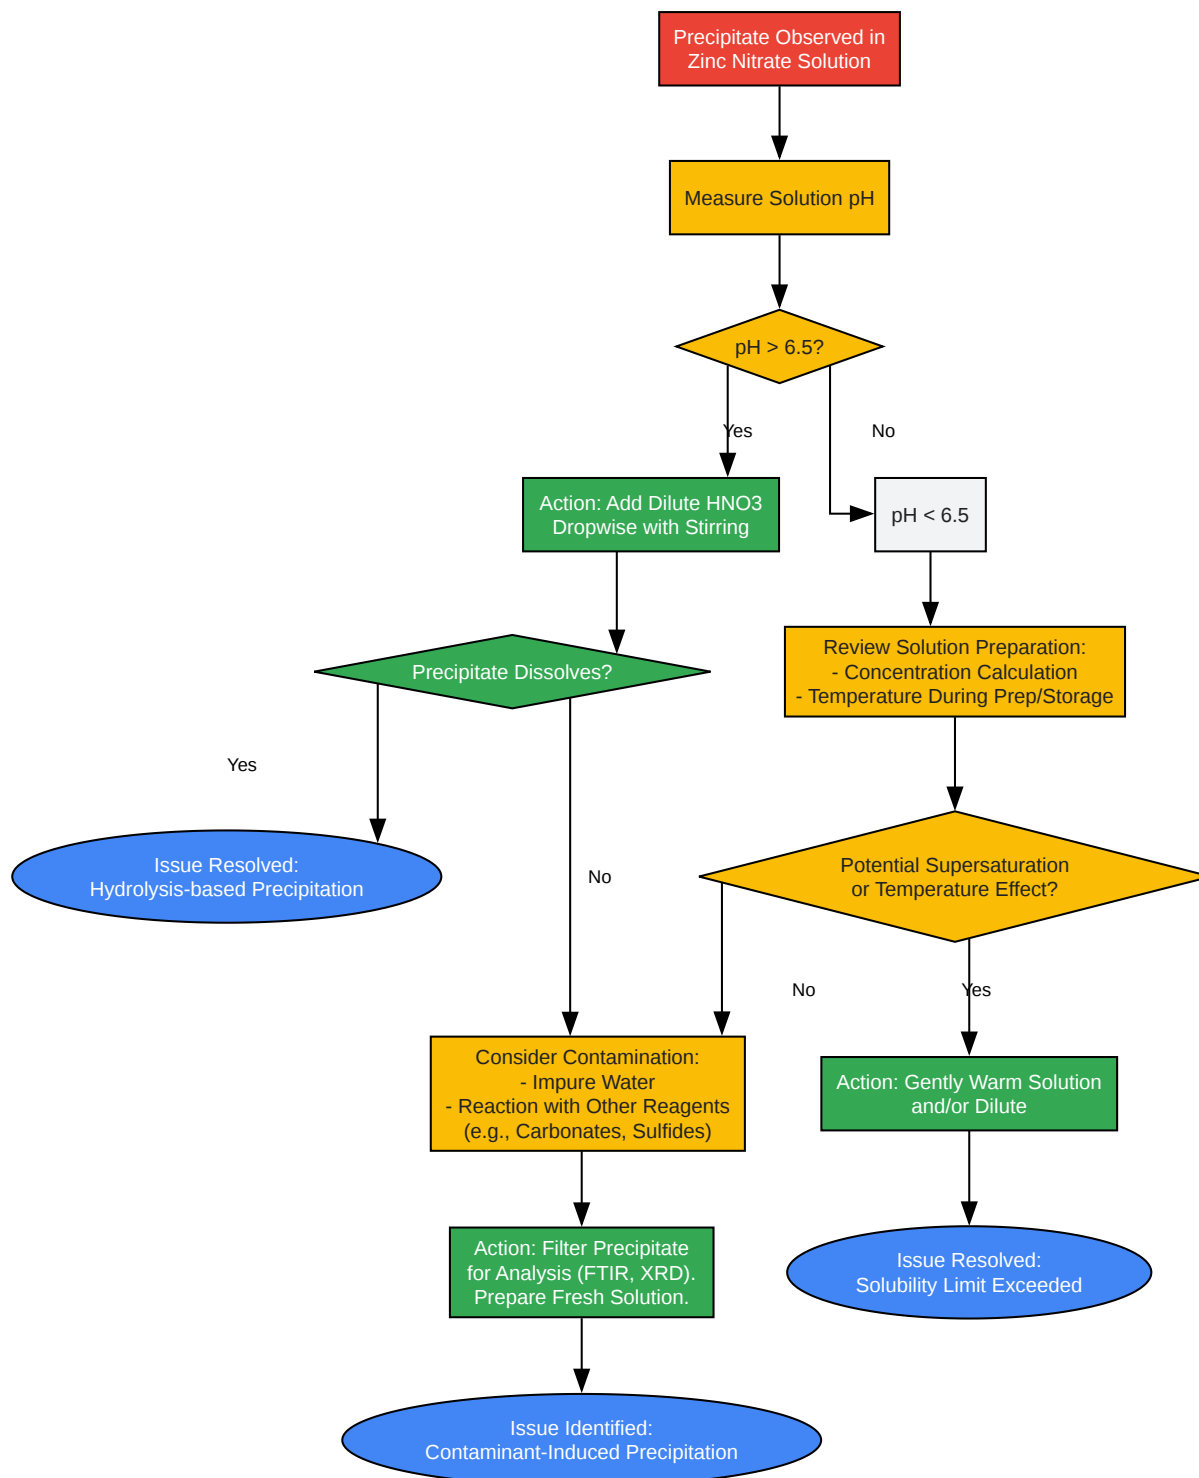 Precipitate Observed in
Zinc Nitrate Solution
Measure Solution pH
pH > 6.5?
Yes
No
Action: Add Dilute HNO3
Dropwise with Stirring
pH < 6.5
Precipitate Dissolves?
Review Solution Preparation:
- Concentration Calculation
- Temperature During Prep/Storage
Yes
Issue Resolved:
Hydrolysis-based Precipitation
No
Potential Supersaturation
or Temperature Effect?
No
Yes
Consider Contamination:
- Impure Water
- Reaction with Other Reagents
(e.g., Carbonates, Sulfides)
Action: Gently Warm Solution
and/or Dilute
Action: Filter Precipitate
for Analysis (FTIR, XRD).
Prepare Fresh Solution.
Issue Resolved:
Solubility Limit Exceeded
Issue Identified:
Contaminant-Induced Precipitation